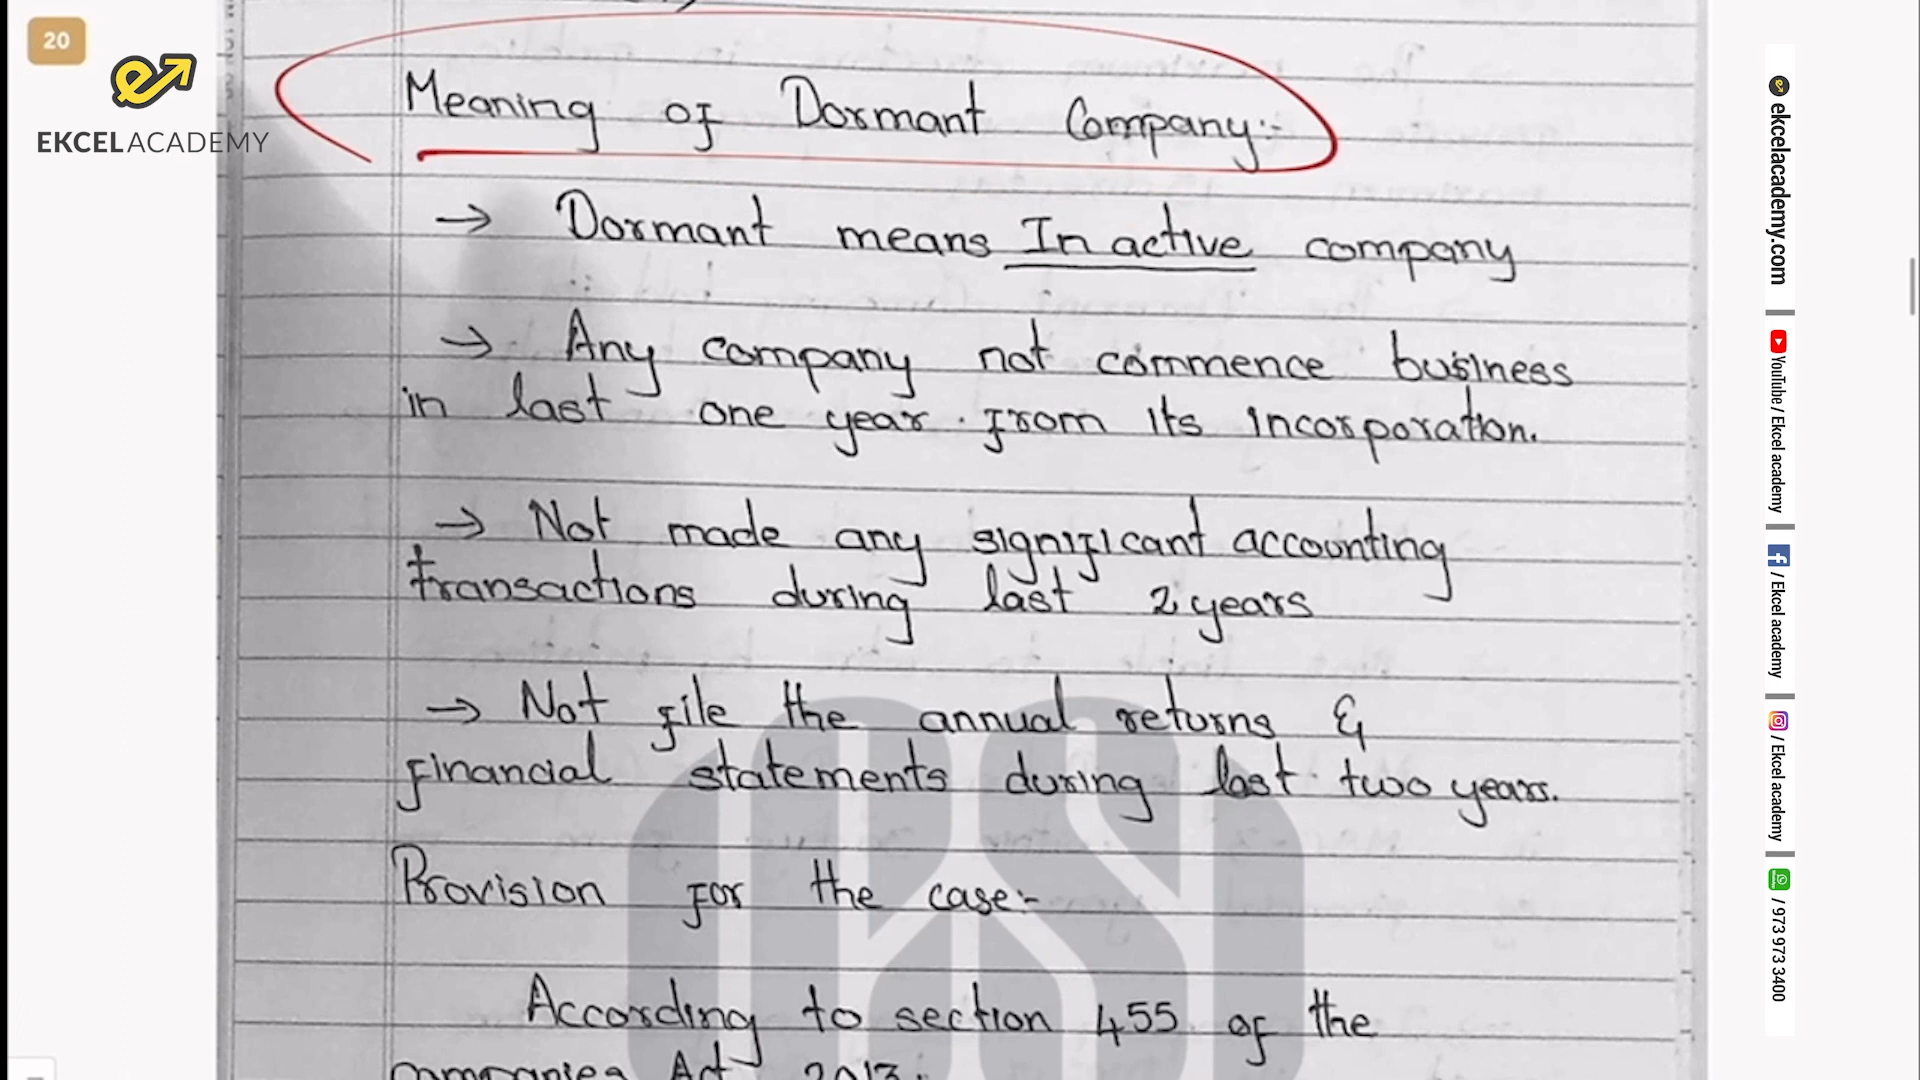 20
EKCELACADEMY
Meaning of Dormant Company:-
→ Dormant means In active company
→ Any company not commence business
in last one year from its incorporation.
→ Not made any significant accounting
transactions during last 2 years
→ Not file the annual returns &
financial statements during last two years.
Provision for the case:-
According to section 455 of the
Companies Act, 2013:
ekcelacademy.com
YouTube / Ekcel academy
/ Ekcel academy
/ Ekcel academy
/ 973 973 3400